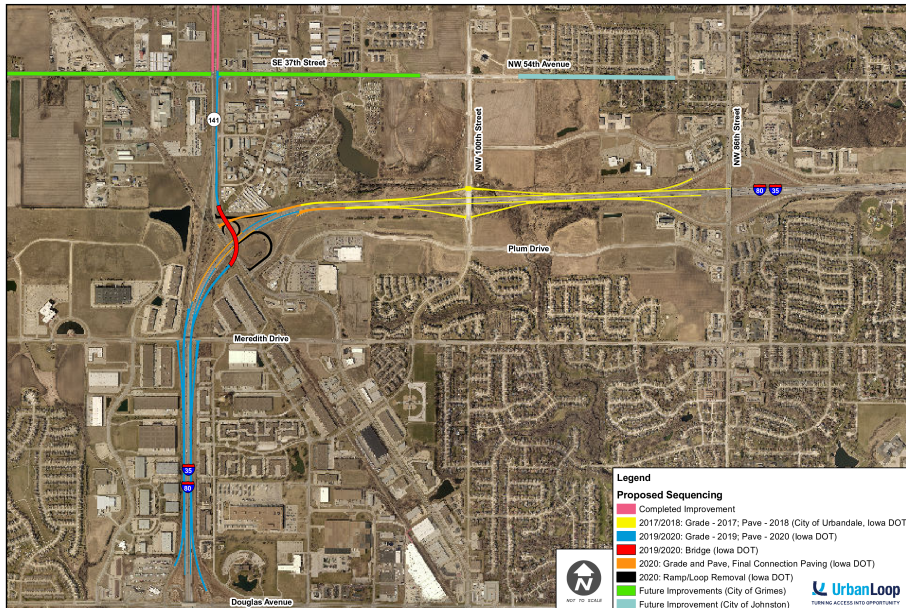 SE 37th Street
NW 54th Avenue
141
NW 100th Street
NW 86th Street
80 35
Plum Drive
Meredith Drive
35
80
Douglas Avenue
N
NOT TO SCALE
Legend
Proposed Sequencing
Completed Improvement
2017/2018: Grade - 2017; Pave - 2018 (City of Urbandale, Iowa DOT)
2019/2020: Grade - 2019; Pave - 2020 (Iowa DOT)
2019/2020: Bridge (Iowa DOT)
2020: Grade and Pave, Final Connection Paving (Iowa DOT)
2020: Ramp/Loop Removal (Iowa DOT)
Future Improvements (City of Grimes)
Future Improvement (City of Johnston)
UrbanLoop
TURNING ACCESS INTO OPPORTUNITY